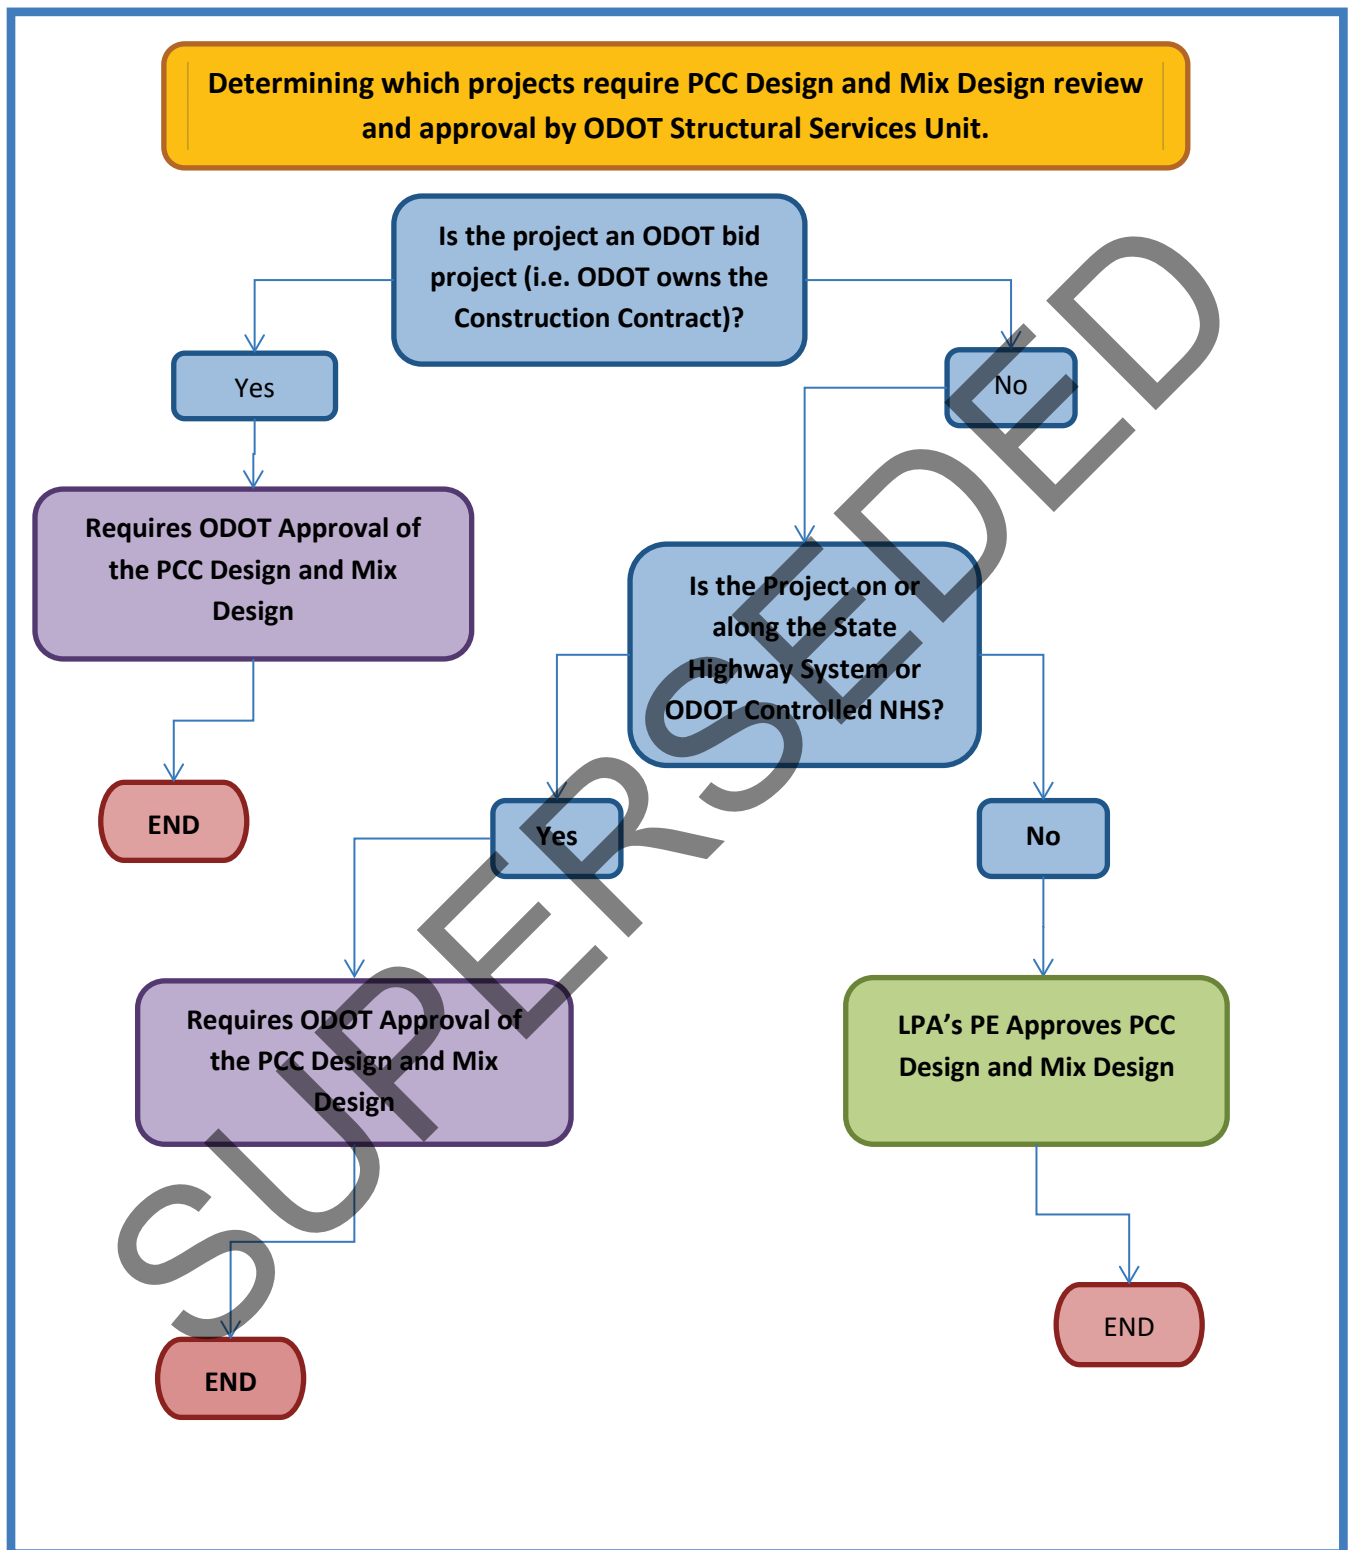 Determining which projects require PCC Design and Mix Design review
and approval by ODOT Structural Services Unit.
Is the project an ODOT bid
project (i.e. ODOT owns the
Construction Contract)?
Yes
No
Requires ODOT Approval of
the PCC Design and Mix
Design
Is the Project on or
along the State
Highway System or
ODOT Controlled NHS?
END
Yes
No
Requires ODOT Approval of
the PCC Design and Mix
Design
LPA’s PE Approves PCC
Design and Mix Design
END
END
SUPERSEDED